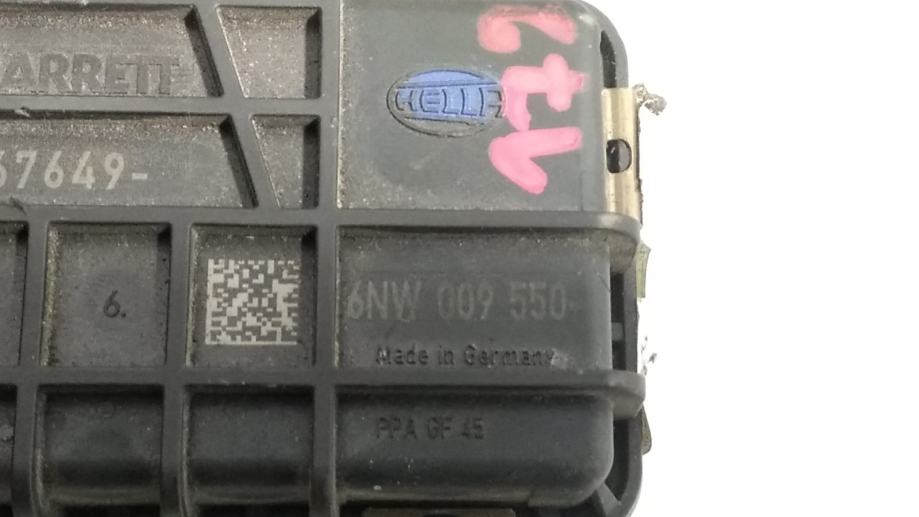 ARRETT
HELLA
67649-
6.
6NW 009 550-
Made in Germany
PPA GF 45